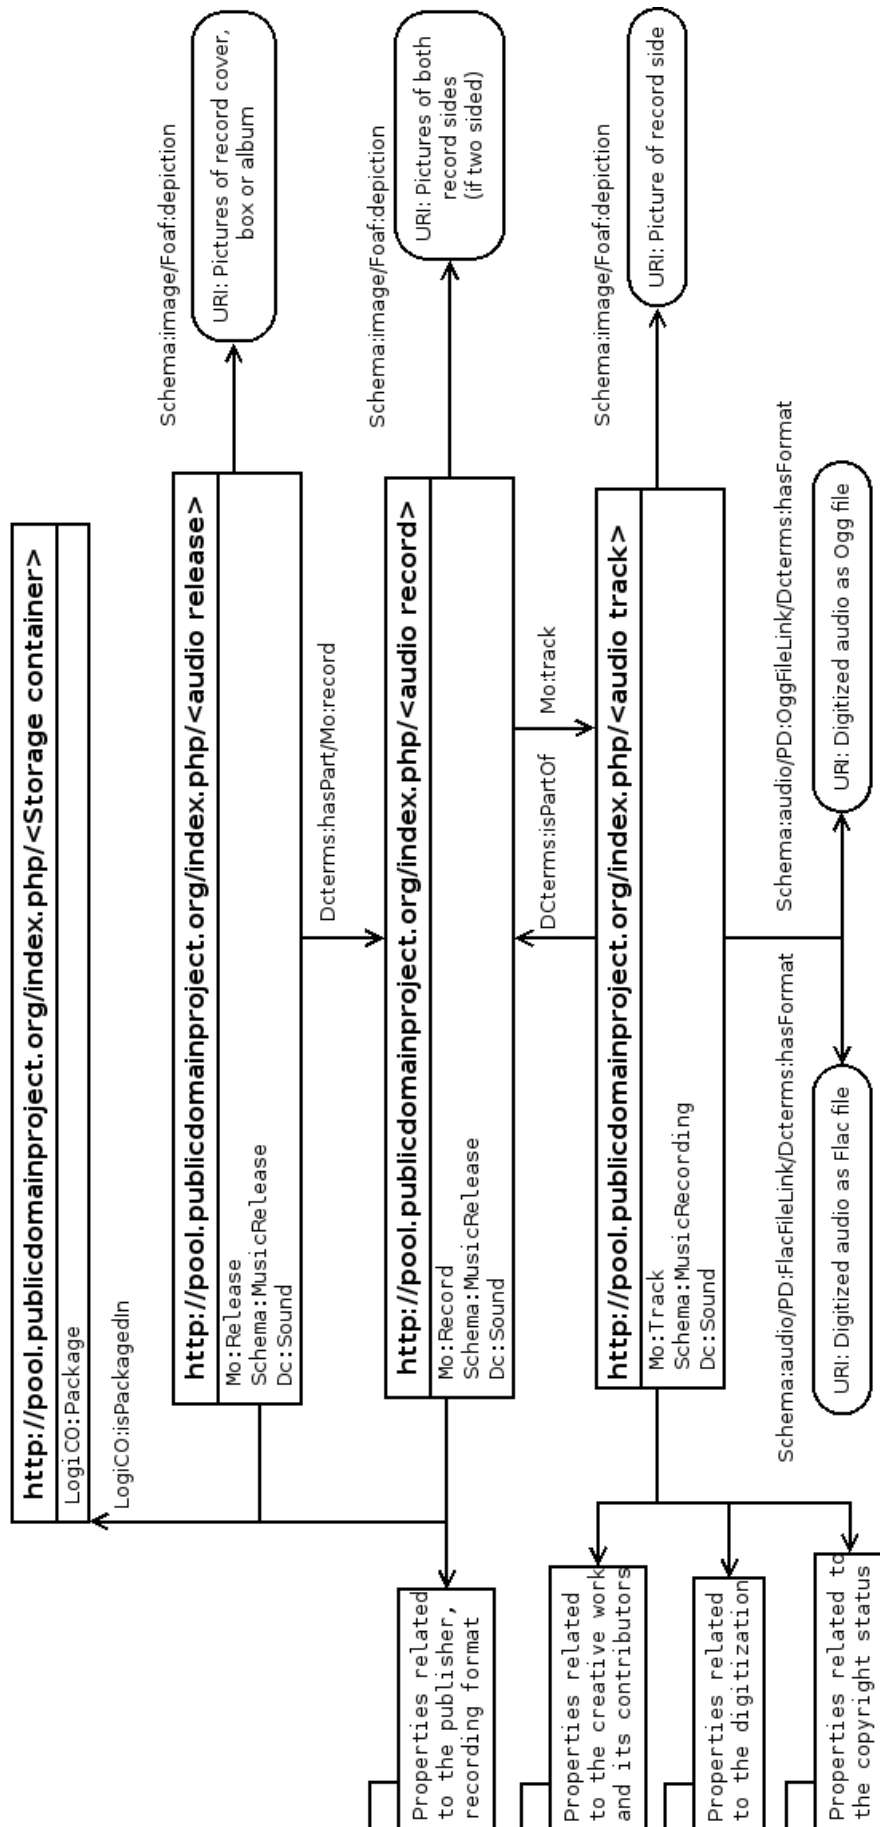 http://pool.publicdomainproject.org/index.php/<Storage container>
LogiCO:Package
LogiCO:isPackagedIn
http://pool.publicdomainproject.org/index.php/<audio release>
Mo:Release
Schema:MusicRelease
Dc:Sound
Schema:image/Foaf:depiction
URI: Pictures of record cover,
box or album
Dcterms:hasPart/Mo:record
http://pool.publicdomainproject.org/index.php/<audio record>
Mo:Record
Schema:MusicRelease
Dc:Sound
Schema:image/Foaf:depiction
URI: Pictures of both
record sides
(if two sided)
Properties related
to the publisher,
recording format
DCterms:isPartOf
Mo:track
http://pool.publicdomainproject.org/index.php/<audio track>
Mo:Track
Schema:MusicRecording
Dc:Sound
Schema:image/Foaf:depiction
URI: Picture of record side
Properties related
to the creative work
and its contributors
Properties related
to the digitization
Properties related to
the copyright status
Schema:audio/PD:FlacFileLink/Dcterms:hasFormat
URI: Digitized audio as Flac file
Schema:audio/PD:OggFileLink/Dcterms:hasFormat
URI: Digitized audio as Ogg file